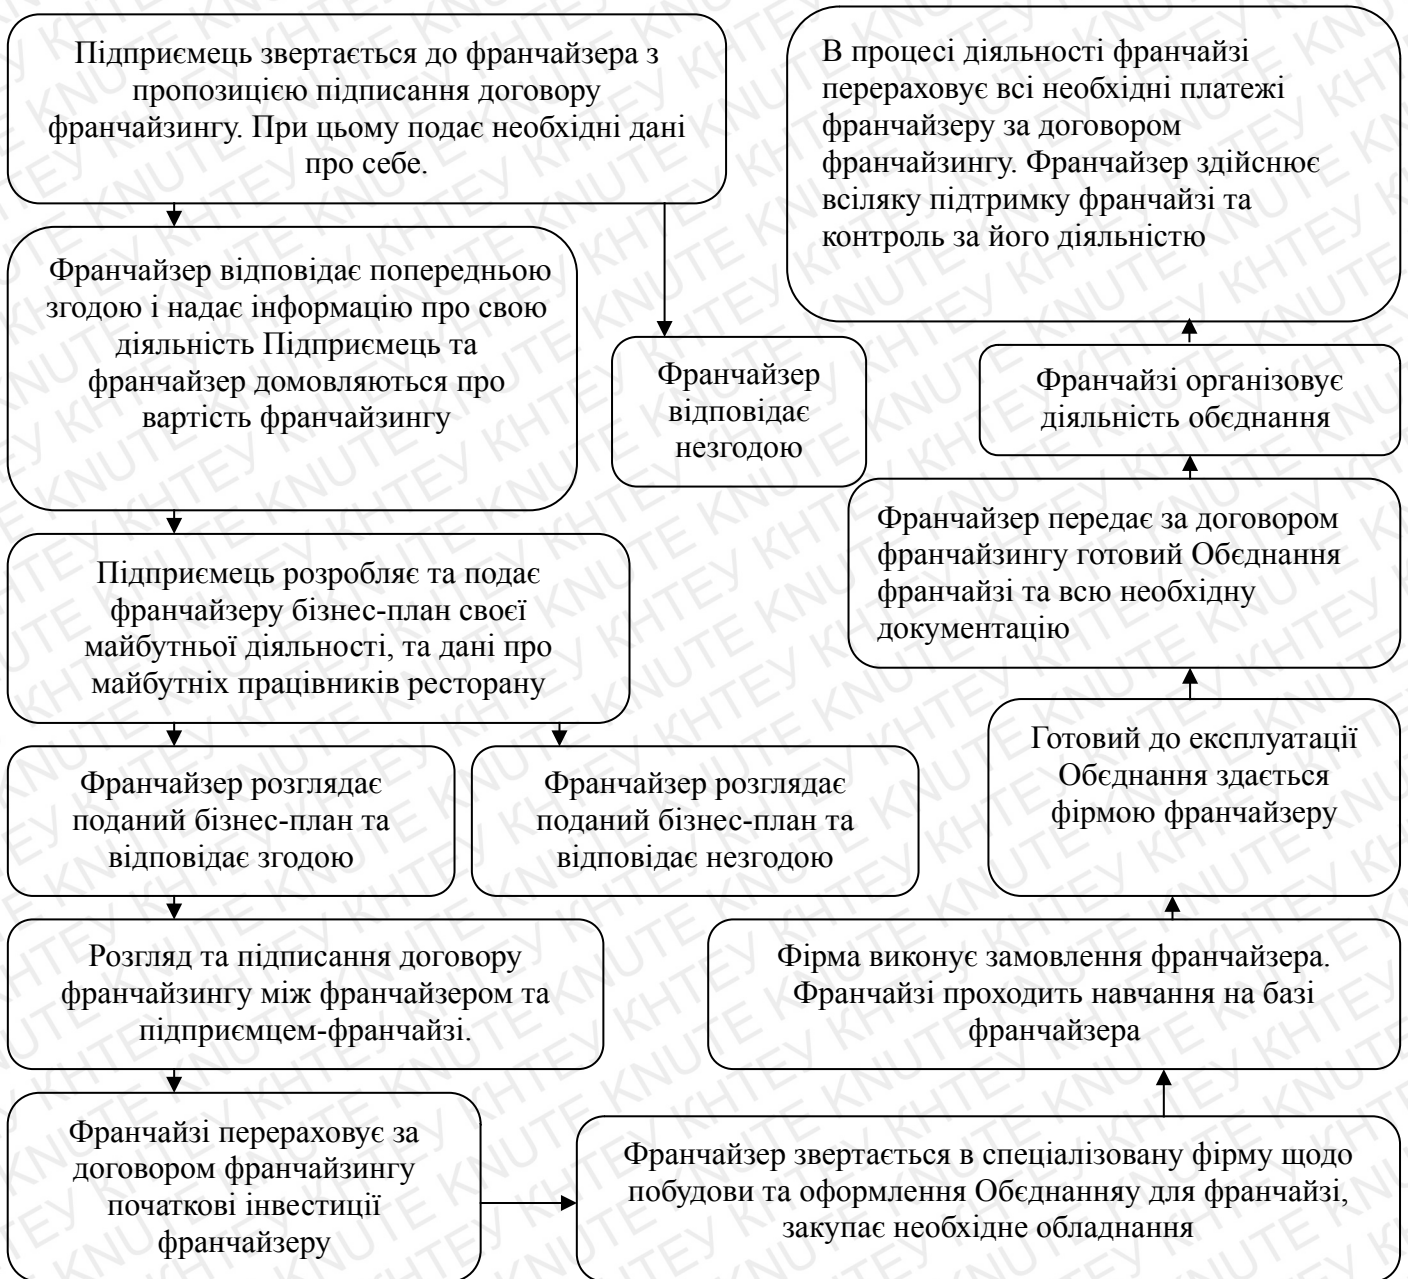 Підприємець звертається до франчайзера з
пропозицією підписання договору
франчайзингу. При цьому подає необхідні дані
про себе.
Франчайзер відповідає попередньою
згодою і надає інформацію про свою
діяльність Підприємець та
франчайзер домовляються про
вартість франчайзингу
Франчайзер
відповідає
незгодою
Підприємець розробляє та подає
франчайзеру бізнес-план своєї
майбутньої діяльності, та дані про
майбутніх працівників ресторану
Франчайзер розглядає
поданий бізнес-план та
відповідає згодою
Франчайзер розглядає
поданий бізнес-план та
відповідає незгодою
Розгляд та підписання договору
франчайзингу між франчайзером та
підприємцем-франчайзі.
Франчайзі перераховує за
договором франчайзингу
початкові інвестиції
франчайзеру
Франчайзер звертається в спеціалізовану фірму щодо
побудови та оформлення Обєднанняу для франчайзі,
закупає необхідне обладнання
Фірма виконує замовлення франчайзера.
Франчайзі проходить навчання на базі
франчайзера
Готовий до експлуатації
Обєднання здається
фірмою франчайзеру
Франчайзер передає за договором
франчайзингу готовий Обєднання
франчайзі та всю необхідну
документацію
Франчайзі організовує
діяльність обєднання
В процесі діяльності франчайзі
перераховує всі необхідні платежі
франчайзеру за договором
франчайзингу. Франчайзер здійснює
всіляку підтримку франчайзі та
контроль за його діяльністю